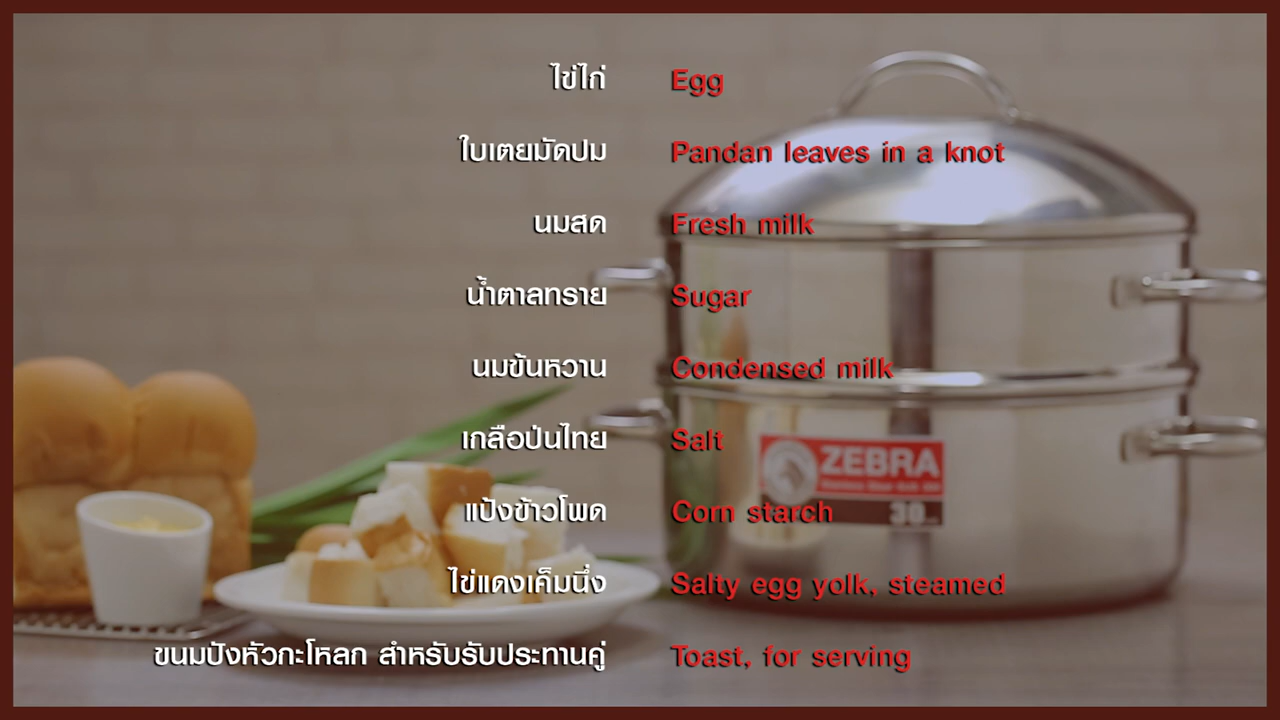 ไข่ไก่ Egg
ใบเตยมัดปม Pandan leaves in a knot
นมสด Fresh milk
น้ำตาลทราย Sugar
นมข้นหวาน Condensed milk
เกลือป่นไทย Salt
ZEBRA
แป้งข้าวโพด Corn starch
30
ไข่แดงเค็มนึ่ง Salty egg yolk, steamed
ขนมปังหัวกะโหลก สำหรับรับประทานคู่ Toast, for serving